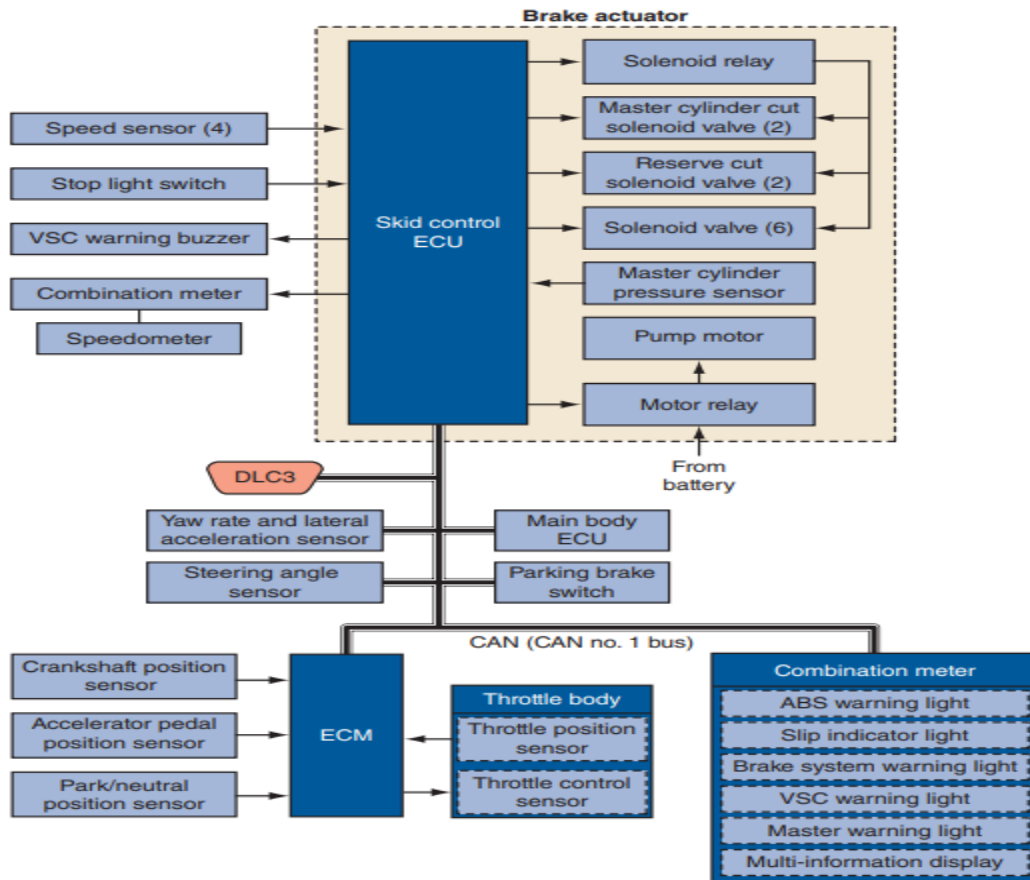 Brake actuator
Skid control
ECU
Solenoid relay
Master cylinder cut
solenoid valve (2)
Reserve cut
solenoid valve (2)
Solenoid valve (6)
Master cylinder
pressure sensor
Pump motor
Motor relay
From
battery
Speed sensor (4)
Stop light switch
VSC warning buzzer
Combination meter
Speedometer
DLC3
Yaw rate and lateral
acceleration sensor
Main body
ECU
Steering angle
sensor
Parking brake
switch
CAN (CAN no. 1 bus)
Crankshaft position
sensor
Accelerator pedal
position sensor
Park/neutral
position sensor
ECM
Throttle body
Throttle position
sensor
Throttle control
sensor
Combination meter
ABS warning light
Slip indicator light
Brake system warning light
VSC warning light
Master warning light
Multi-information display